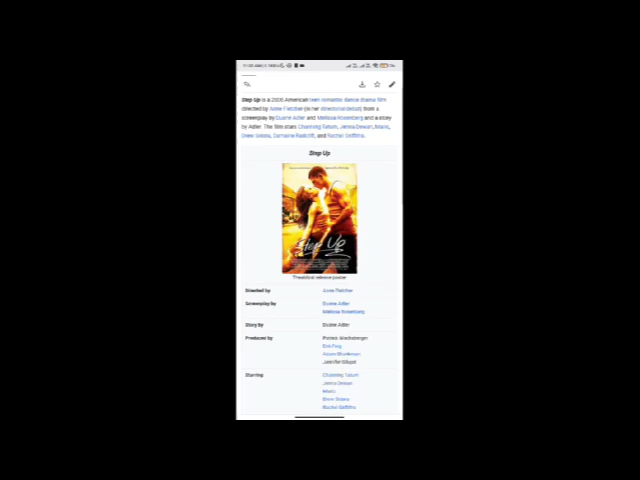 Step Up is a 2006 American teen romantic dance drama film
directed by Anne Fletcher (in her directorial debut) from a
screenplay by Duane Adler and Melissa Rosenberg and a story
by Adler. The film stars Channing Tatum, Jenna Dewan, Mario,
Drew Sidora, Damaine Radcliff, and Rachel Griffiths.
Step Up
Step Up
Theatrical release poster
Directed by Anne Fletcher
Screenplay by Duane Adler
Melissa Rosenberg
Story by Duane Adler
Produced by Patrick Wachsberger
Erik Feig
Adam Shankman
Jennifer Gibgot
Starring Channing Tatum
Jenna Dewan
Mario
Drew Sidora
Rachel Griffiths